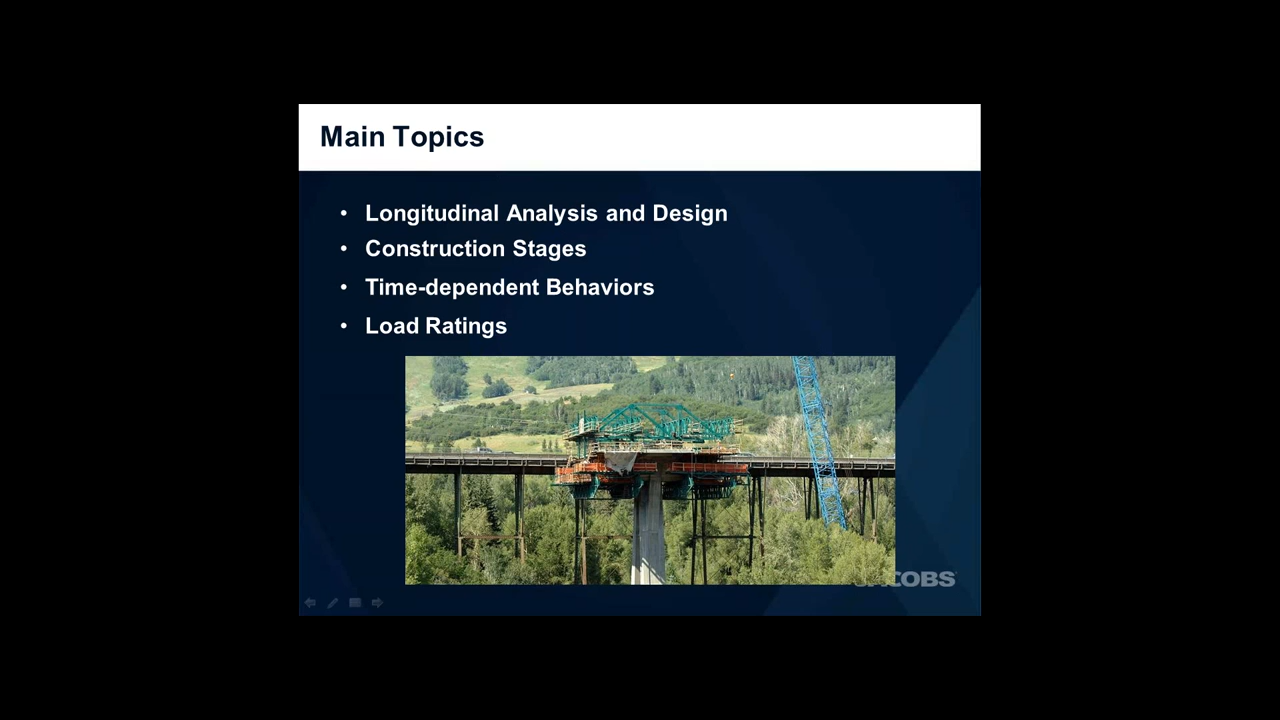 Main Topics
• Longitudinal Analysis and Design
• Construction Stages
• Time-dependent Behaviors
• Load Ratings